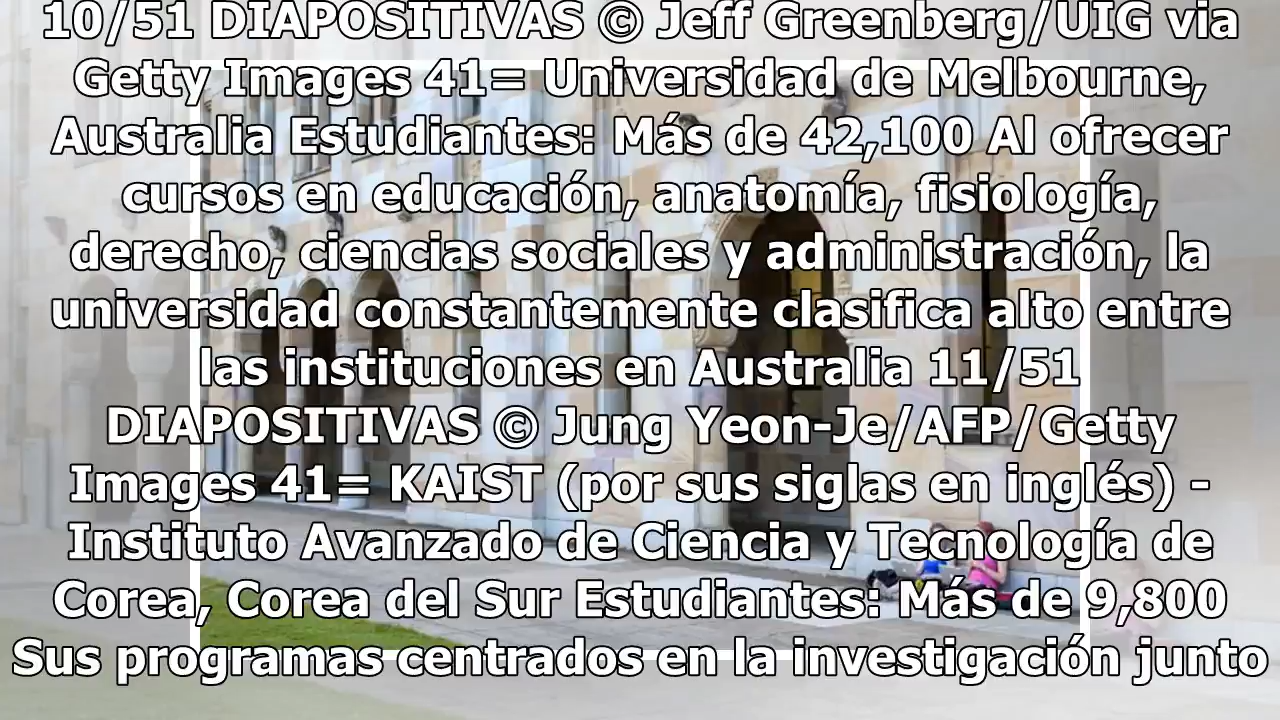 10/51 DIAPOSITIVAS © Jeff Greenberg/UIG via
Getty Images 41= Universidad de Melbourne,
Australia Estudiantes: Más de 42,100 Al ofrecer
cursos en educación, anatomía, fisiología,
derecho, ciencias sociales y administración, la
universidad constantemente clasifica alto entre
las instituciones en Australia 11/51
DIAPOSITIVAS © Jung Yeon-Je/AFP/Getty
Images 41= KAIST (por sus siglas en inglés) -
Instituto Avanzado de Ciencia y Tecnología de
Corea, Corea del Sur Estudiantes: Más de 9,800
Sus programas centrados en la investigación junto